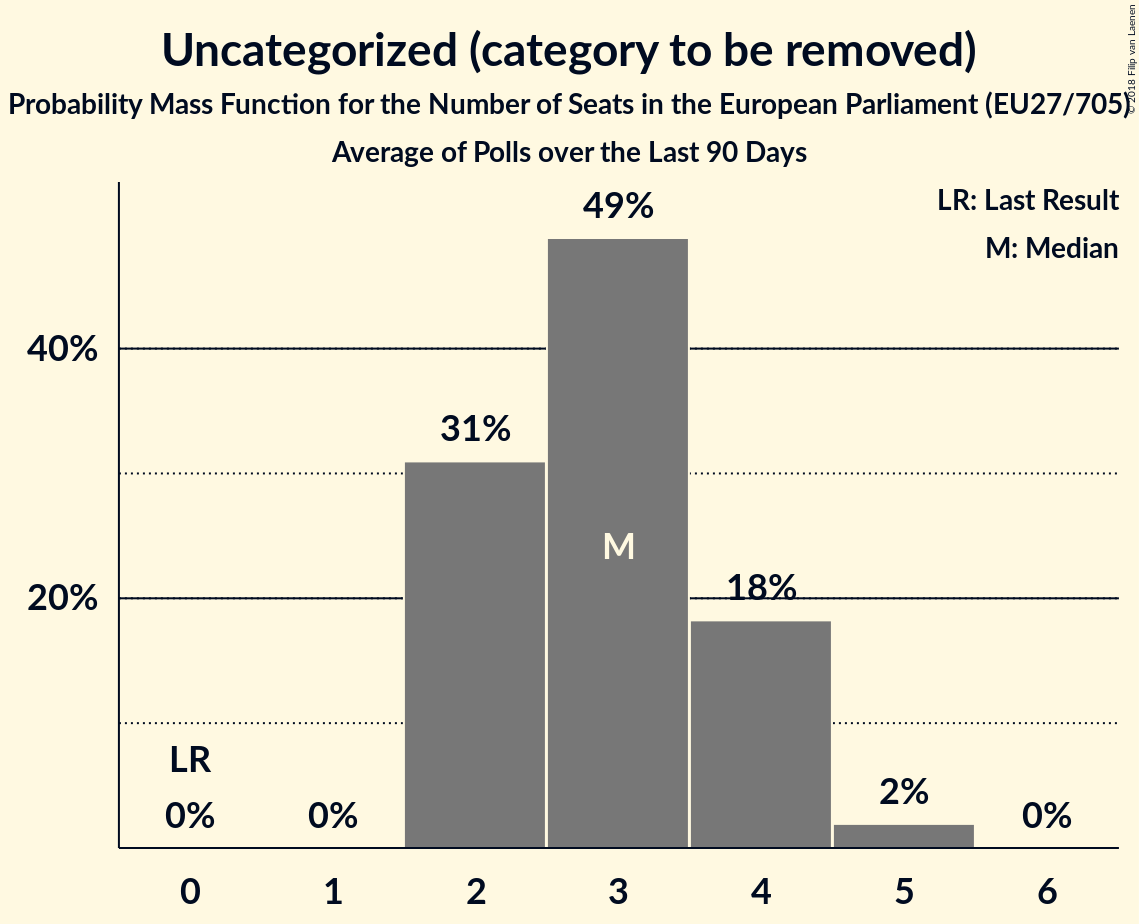 Uncategorized (category to be removed)
Probability Mass Function for the Number of Seats in the European Parliament (EU27/705)
Average of Polls over the Last 90 Days
© 2018 Filip van Laenen
LR: Last Result
M: Median
49%
40%
31%
M
18%
20%
LR
0%
0%
2%
0%
0
1
2
3
4
5
6